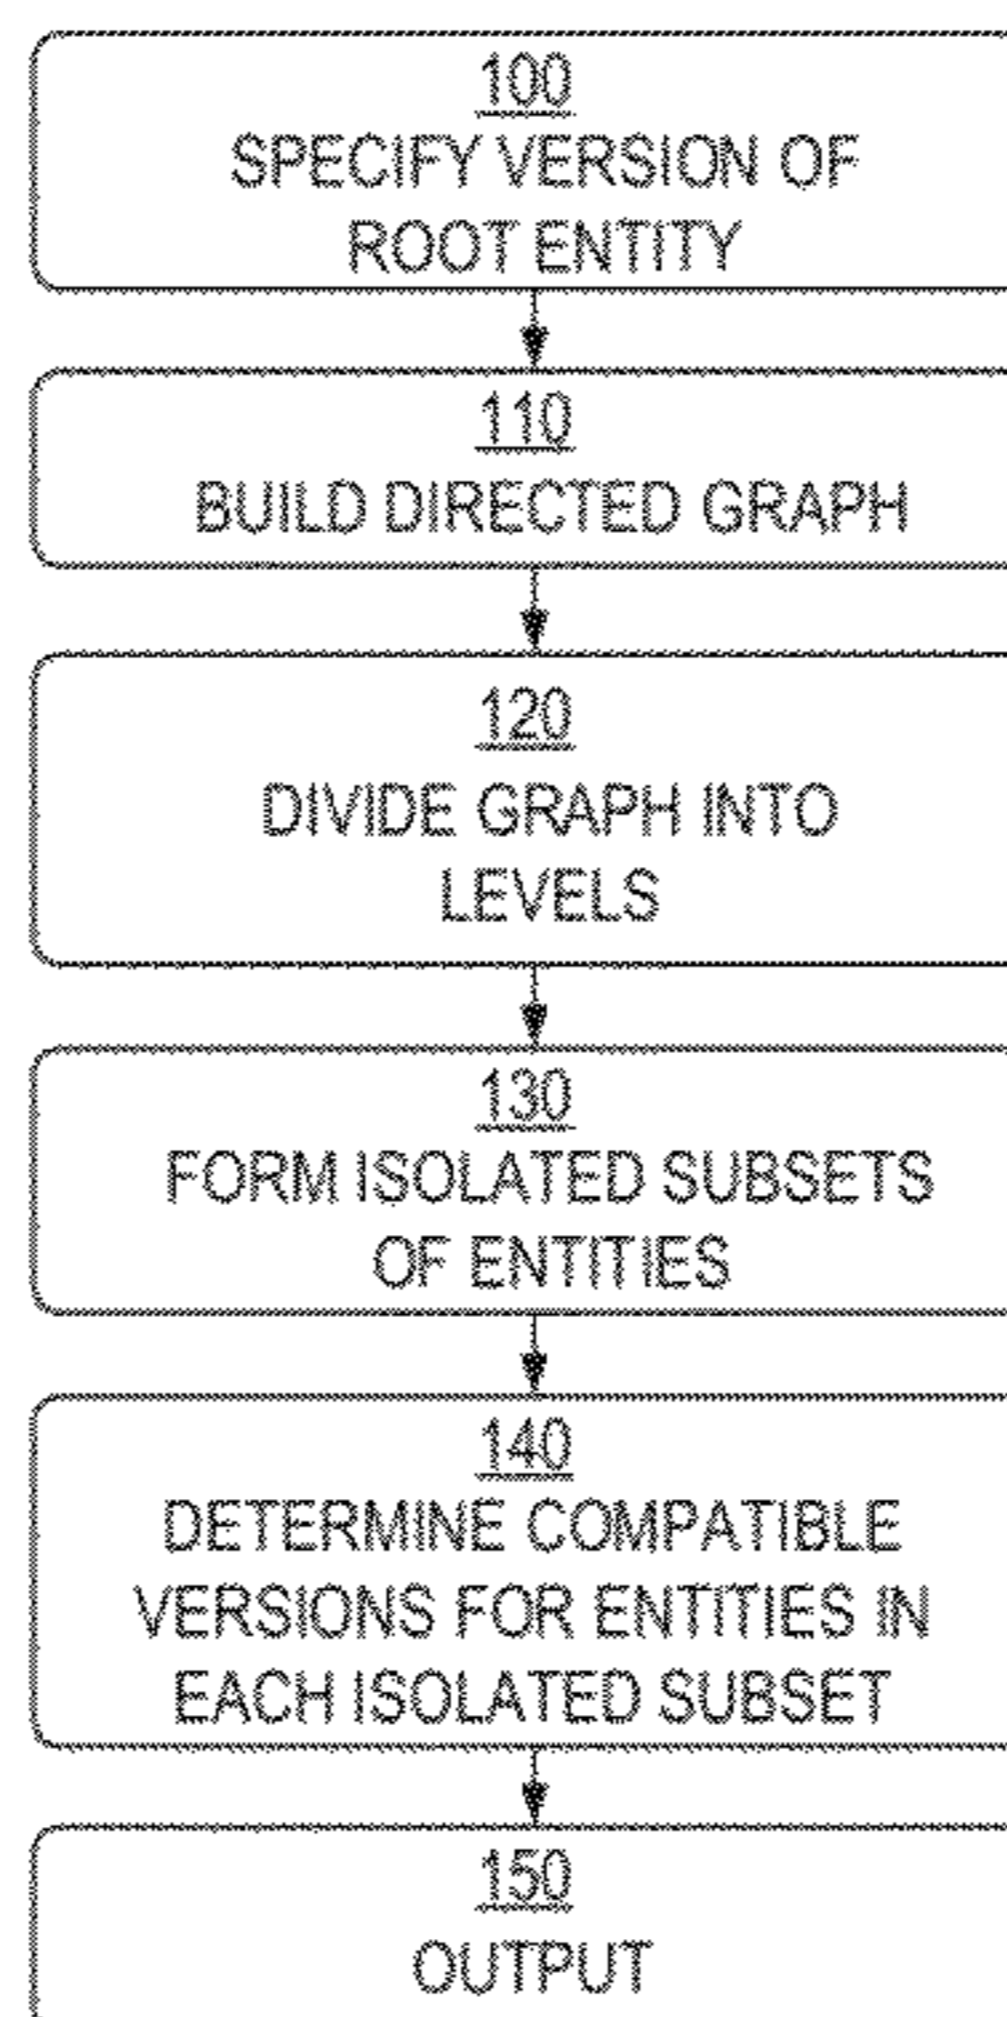 100
SPECIFY VERSION OF
ROOT ENTITY
110
BUILD DIRECTED GRAPH
120
DIVIDE GRAPH INTO
LEVELS
130
FORM ISOLATED SUBSETS
OF ENTITIES
140
DETERMINE COMPATIBLE
VERSIONS FOR ENTITIES IN
EACH ISOLATED SUBSET
150
OUTPUT